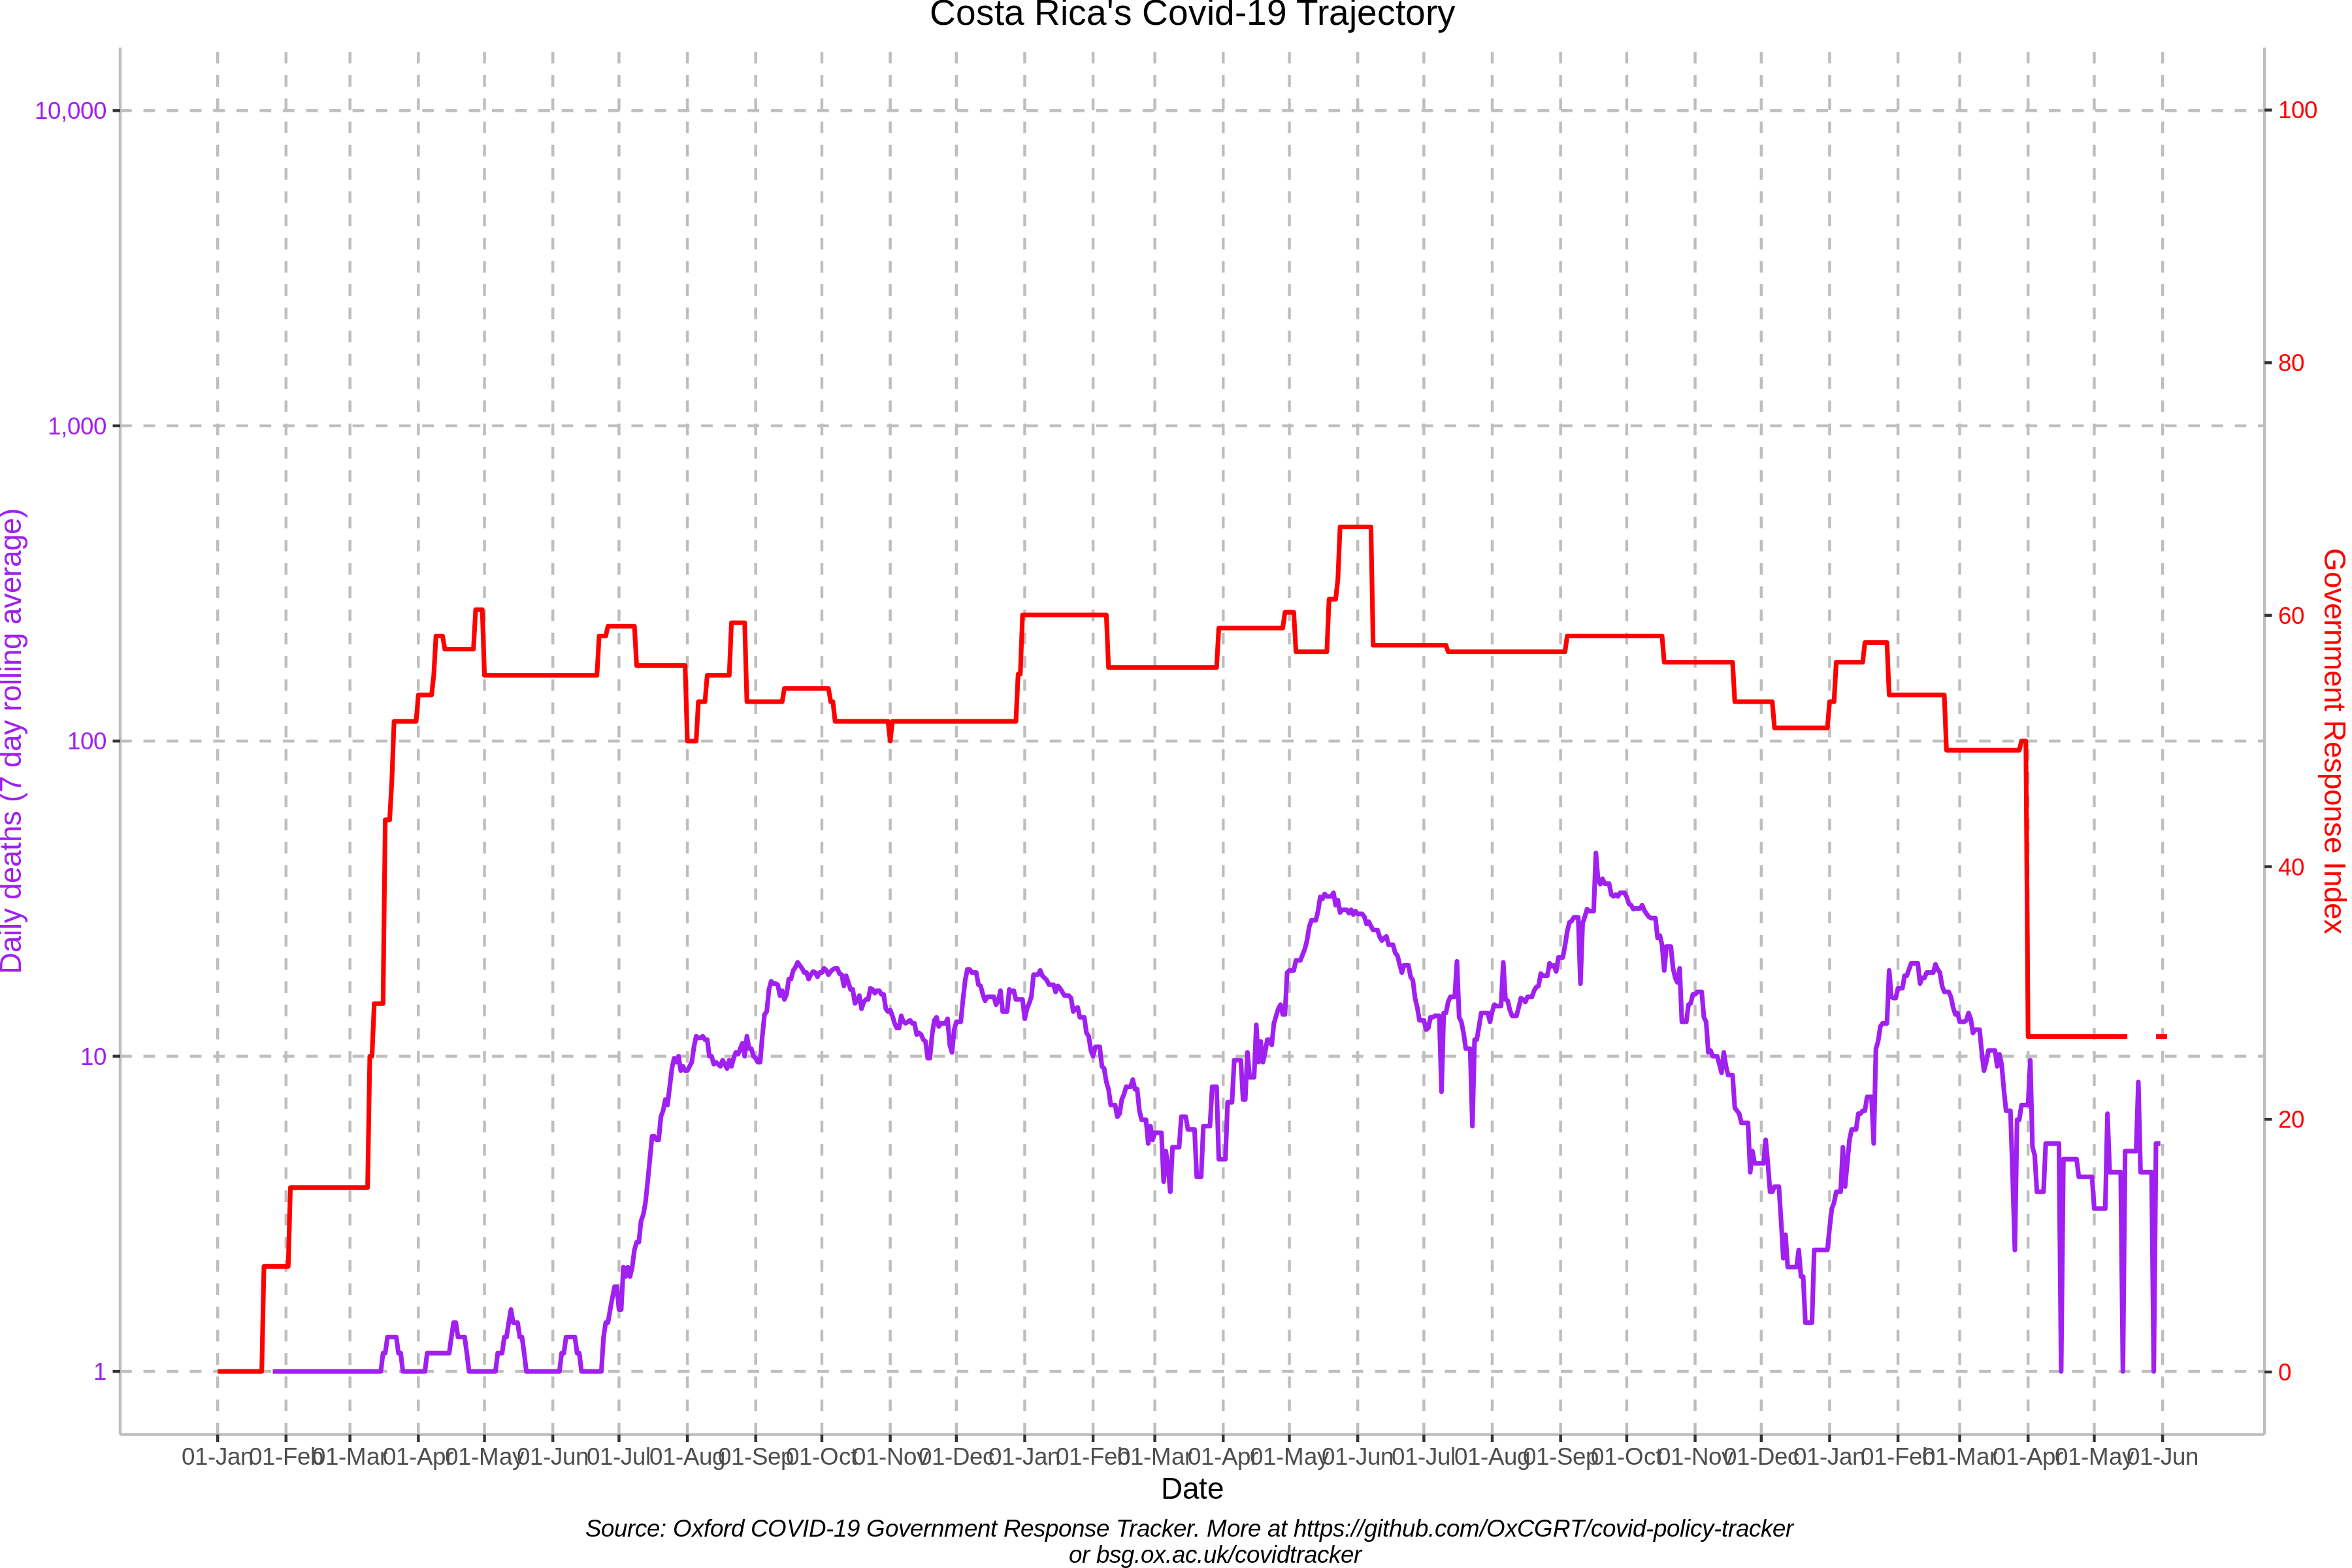 Costa Rica's Covid-19 Trajectory
10,000
1,000
100
10
1
Daily deaths (7 day rolling average)
100
80
60
40
20
0
Government Response Index
01-Jan 01-Feb 01-Mar 01-Apr 01-May 01-Jun 01-Jul 01-Aug 01-Sep 01-Oct 01-Nov 01-Dec 01-Jan 01-Feb 01-Mar 01-Apr 01-May 01-Jun 01-Jul 01-Aug 01-Sep 01-Oct 01-Nov 01-Dec 01-Jan 01-Feb 01-Mar 01-Apr 01-May 01-Jun
Date
Source: Oxford COVID-19 Government Response Tracker. More at https://github.com/OxCGRT/covid-policy-tracker
or bsg.ox.ac.uk/covidtracker